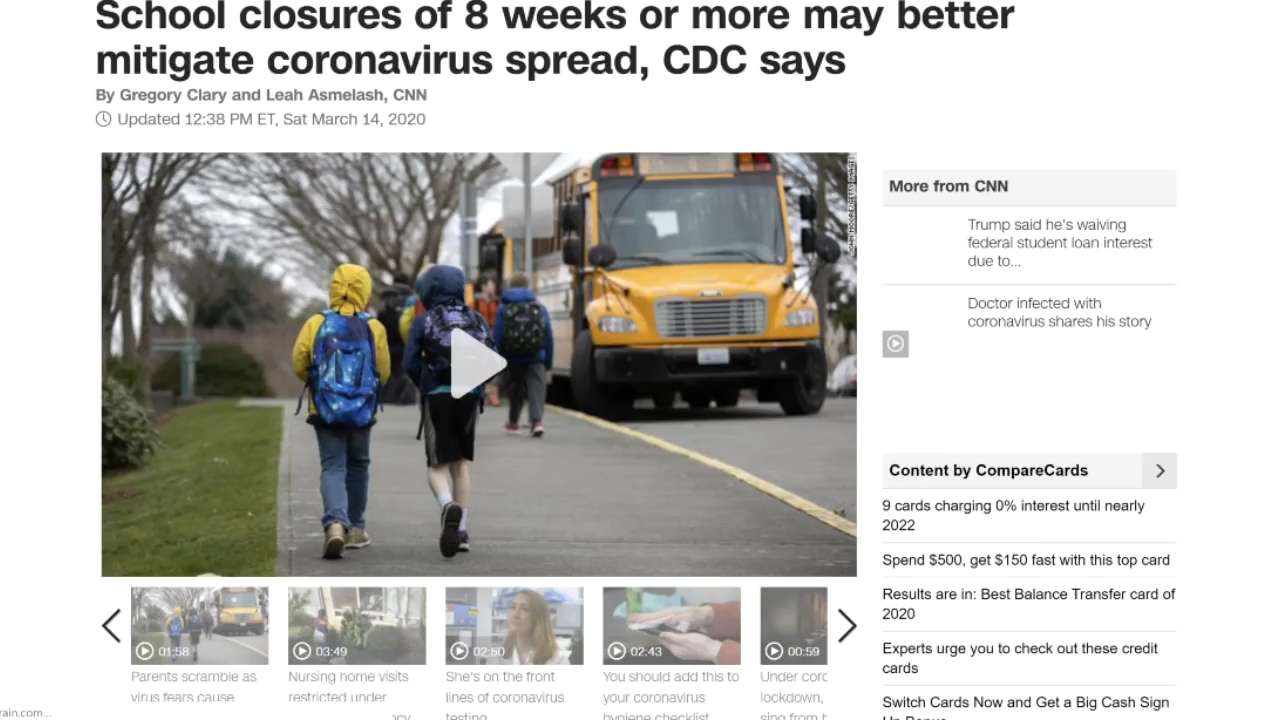 School closures of 8 weeks or more may better
mitigate coronavirus spread, CDC says
By Gregory Clary and Leah Asmelash, CNN
Updated 12:38 PM ET, Sat March 14, 2020
More from CNN
Trump said he's waiving
federal student loan interest
due to...
Doctor infected with
coronavirus shares his story
Content by CompareCards
9 cards charging 0% interest until nearly
2022
Spend $500, get $150 fast with this top card
Results are in: Best Balance Transfer card of
2020
Experts urge you to check out these credit
cards
Switch Cards Now and Get a Big Cash Sign
01:58
Parents scramble as
virus fears cause
03:49
Nursing home visits
restricted under
02:50
She's on the front
lines of coronavirus
testing
02:43
You should add this to
your coronavirus
hygiene checklist
00:59
Under
lockdown,
sing from
rain.com...